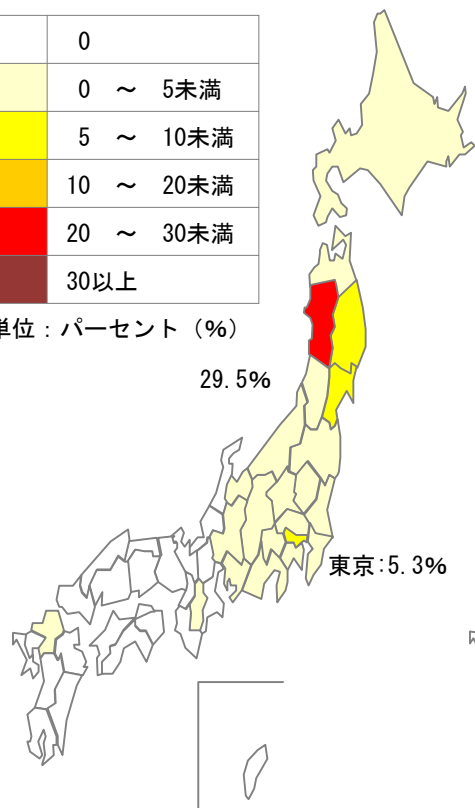 0
0 ～ 5未満
5 ～ 10未満
10 ～ 20未満
20 ～ 30未満
30以上
単位：パーセント（%）
29.5%
東京:5.3%